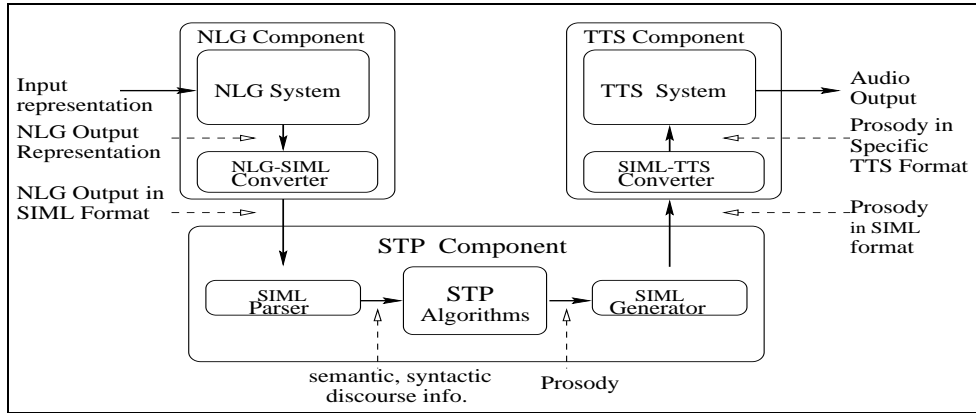 NLG Component
TTS Component
Input
representation
NLG System
TTS System
Audio
Output
NLG Output
Representation
Prosody in
Specific
TTS Format
NLG-SIML
Converter
SIML-TTS
Converter
NLG Output in
SIML Format
Prosody
in SIML
format
STP Component
SIML
Parser
STP
Algorithms
SIML
Generator
semantic, syntactic
discourse info.
Prosody